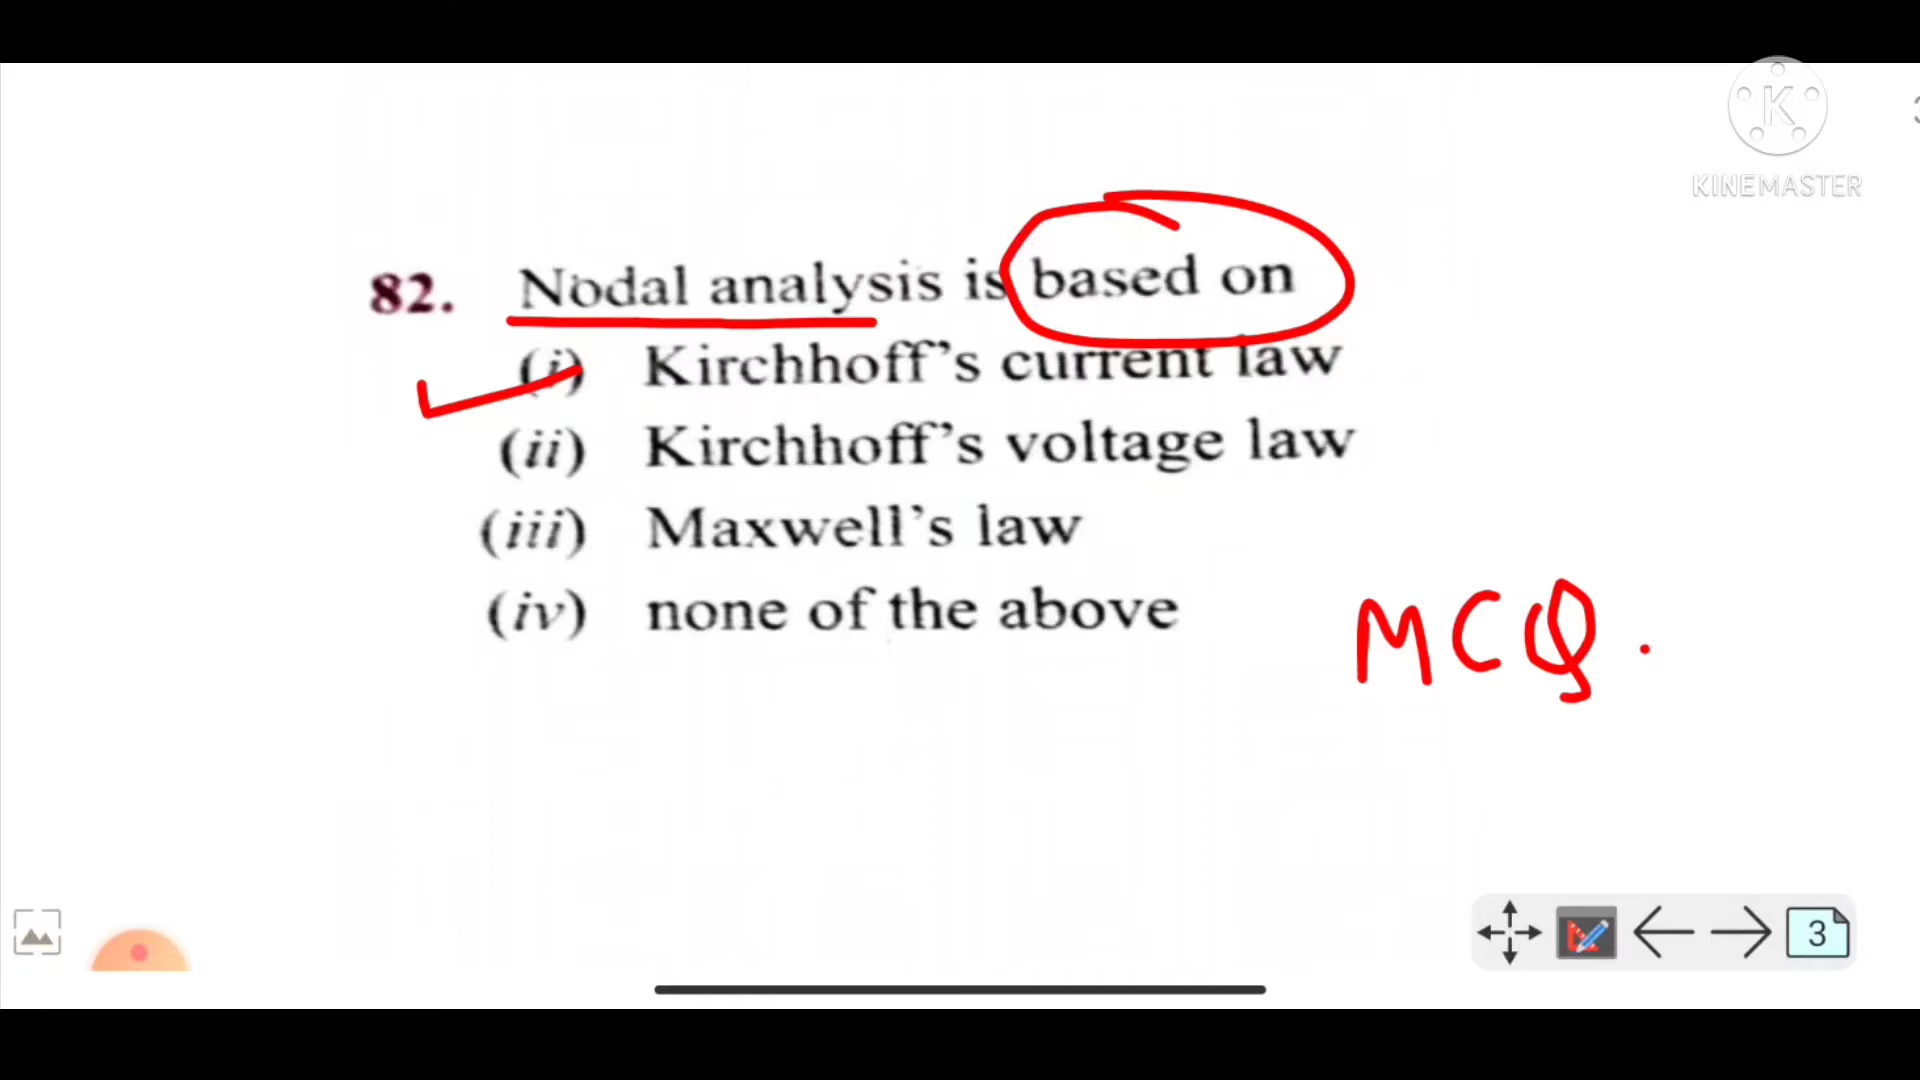 KINEMASTER
82. Nodal analysis is based on
(i) Kirchhoff's current law
(ii) Kirchhoff's voltage law
(iii) Maxwell's law
(iv) none of the above
MCQ.
3